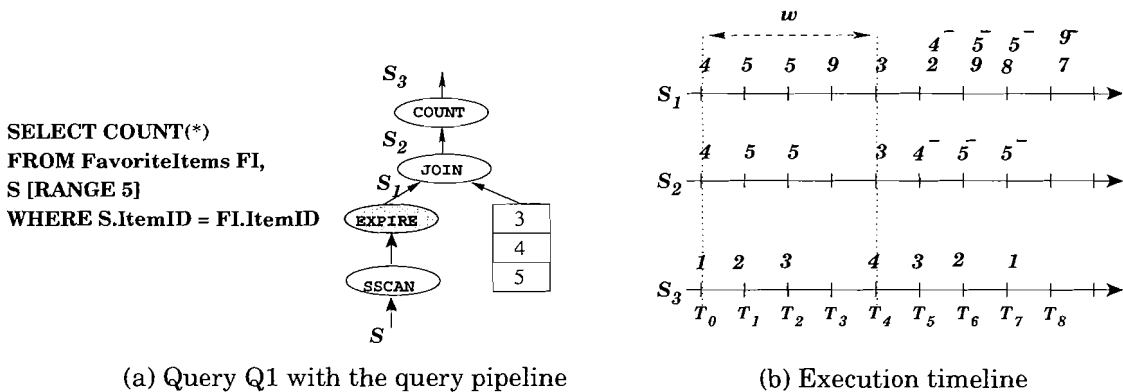 SELECT COUNT(*)
FROM FavoriteItems FI,
S [RANGE 5]
WHERE S.ItemID = FI.ItemID
S₃
COUNT
S₂
JOIN
S₁
EXPIRE
3
4
5
SSCAN
S
(a) Query Q1 with the query pipeline
w
4⁻ 5⁻ 5⁻ 9⁻
4 5 5 9 3 2 9 8 7
S₁
4 5 5 3 4⁻ 5⁻ 5⁻
S₂
1 2 3 4 3 2 1
S₃
T₀ T₁ T₂ T₃ T₄ T₅ T₆ T₇ T₈
(b) Execution timeline